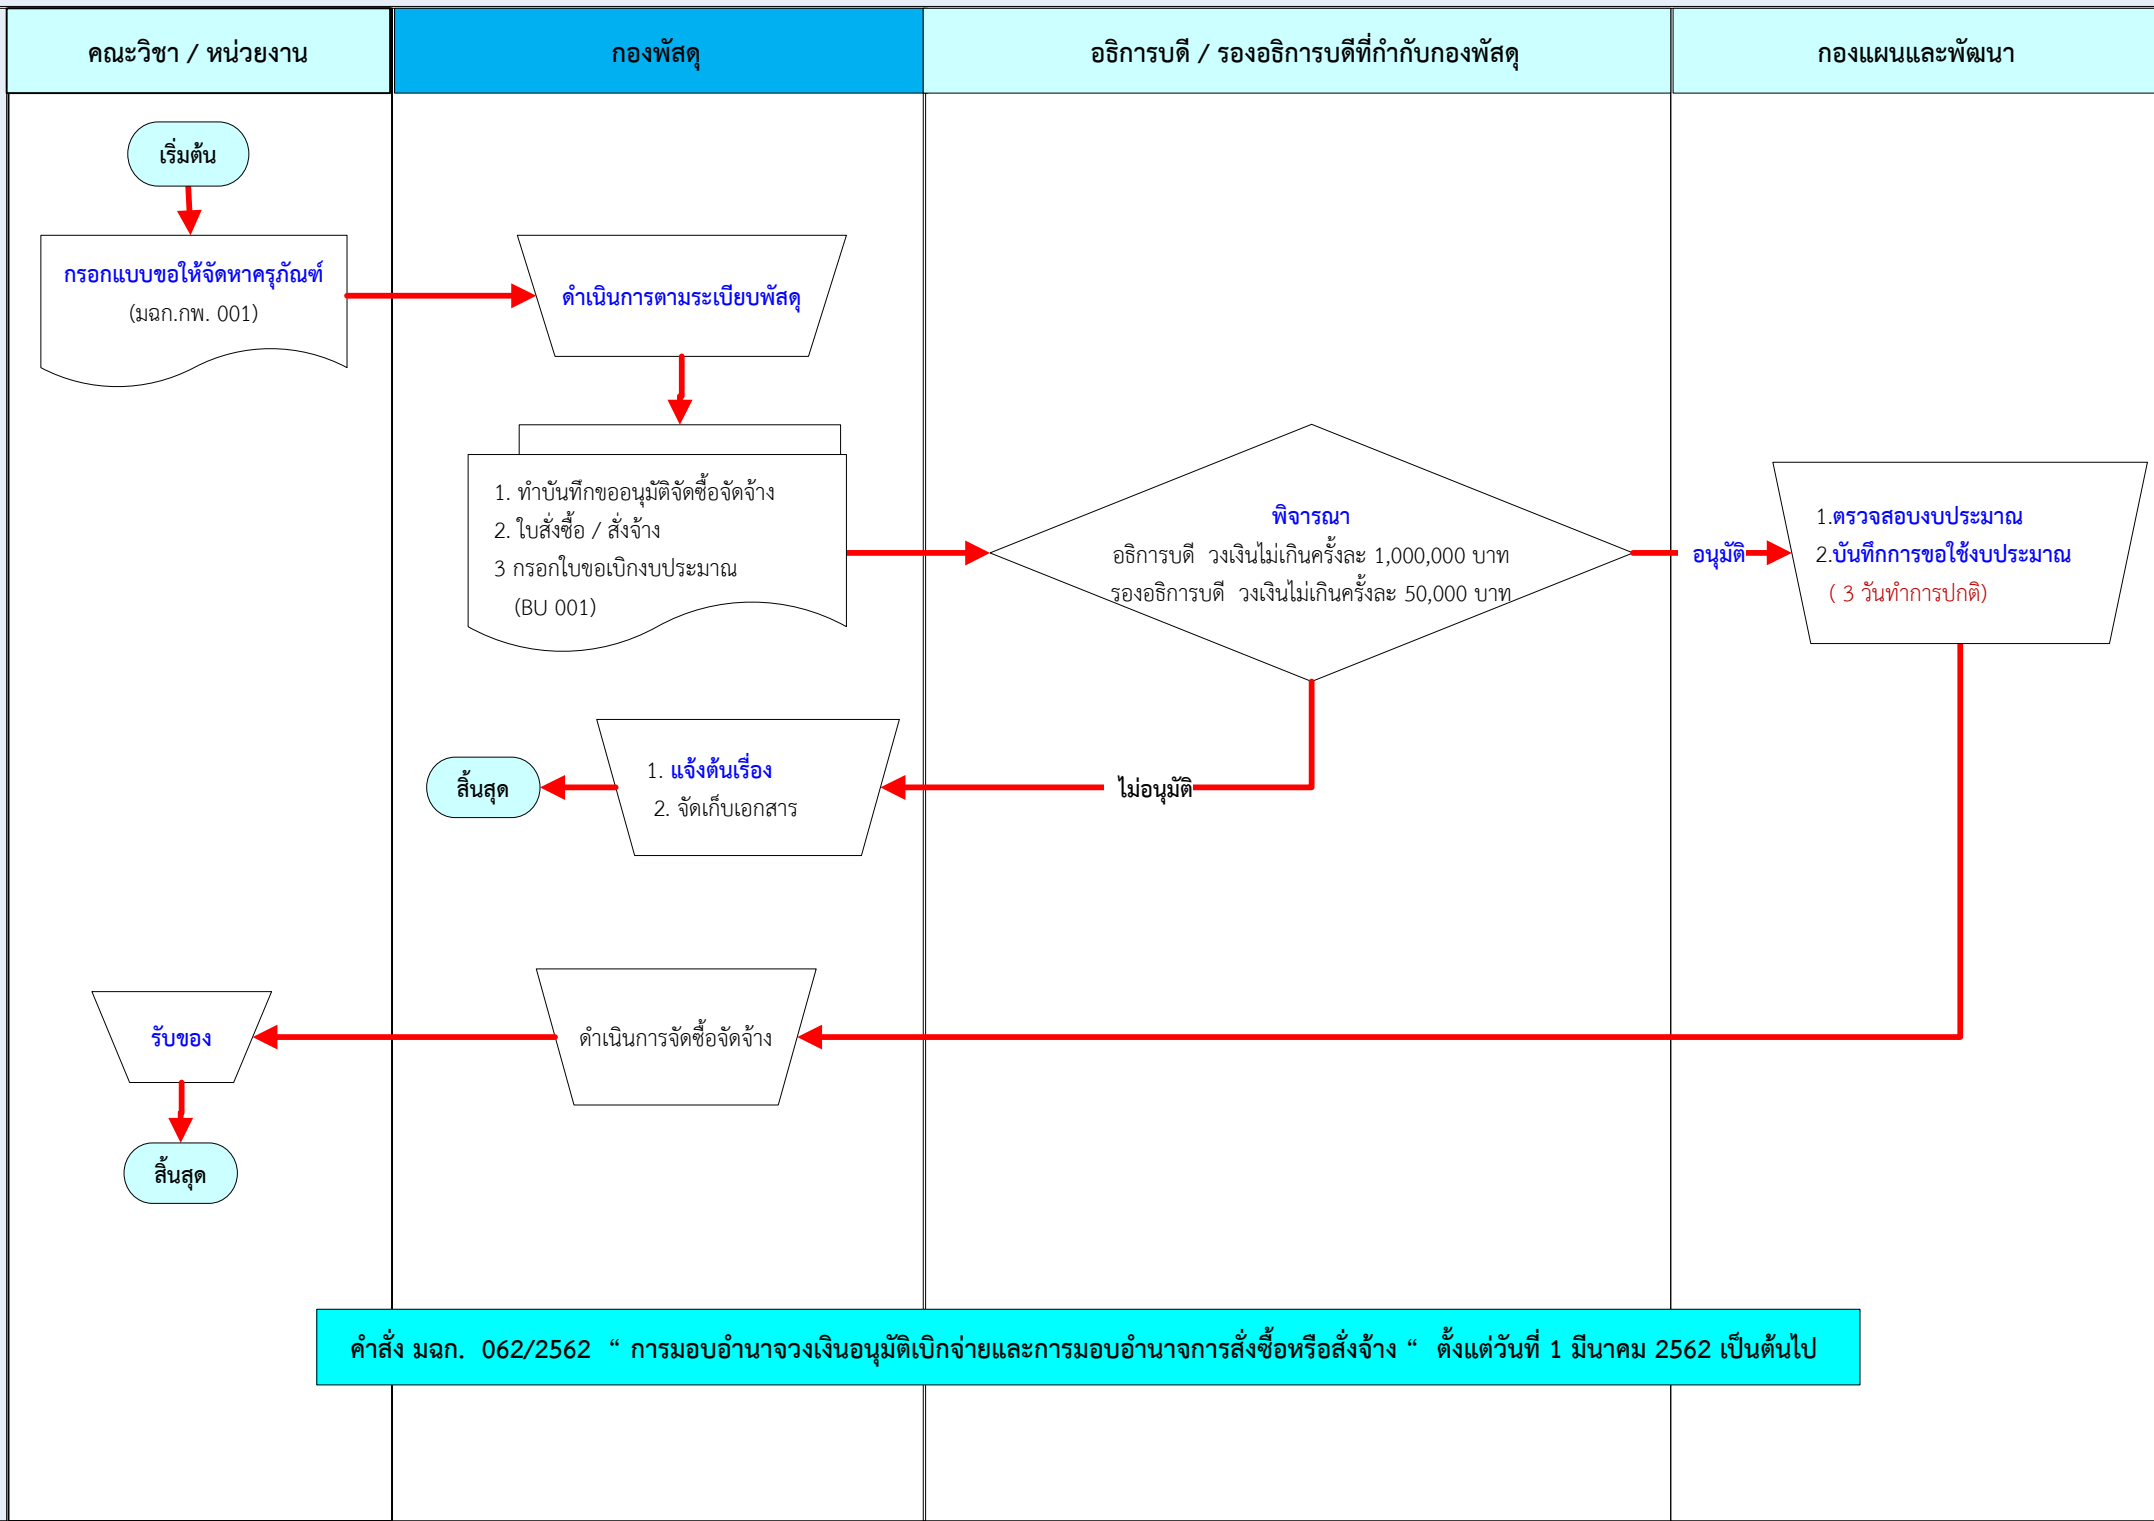 คณะวิชา / หน่วยงาน
กองพัสดุ
อธิการบดี / รองอธิการบดีที่กำกับกองพัสดุ
กองแผนและพัฒนา
เริ่มต้น
กรอกแบบขอให้จัดหาครุภัณฑ์
(มฉก.กพ. 001)
ดำเนินการตามระเบียบพัสดุ
1. ทำบันทึกขออนุมัติจัดซื้อจัดจ้าง
2. ใบสั่งซื้อ / สั่งจ้าง
3 กรอกใบขอเบิกงบประมาณ
(BU 001)
พิจารณา
อธิการบดี วงเงินไม่เกินครั้งละ 1,000,000 บาท
รองอธิการบดี วงเงินไม่เกินครั้งละ 50,000 บาท
อนุมัติ
1.ตรวจสอบงบประมาณ
2.บันทึกการขอใช้งบประมาณ
( 3 วันทำการปกติ)
ไม่อนุมัติ
1. แจ้งต้นเรื่อง
2. จัดเก็บเอกสาร
สิ้นสุด
ดำเนินการจัดซื้อจัดจ้าง
รับของ
สิ้นสุด
คำสั่ง มฉก. 062/2562 “ การมอบอำนาจวงเงินอนุมัติเบิกจ่ายและการมอบอำนาจการสั่งซื้อหรือสั่งจ้าง “ ตั้งแต่วันที่ 1 มีนาคม 2562 เป็นต้นไป